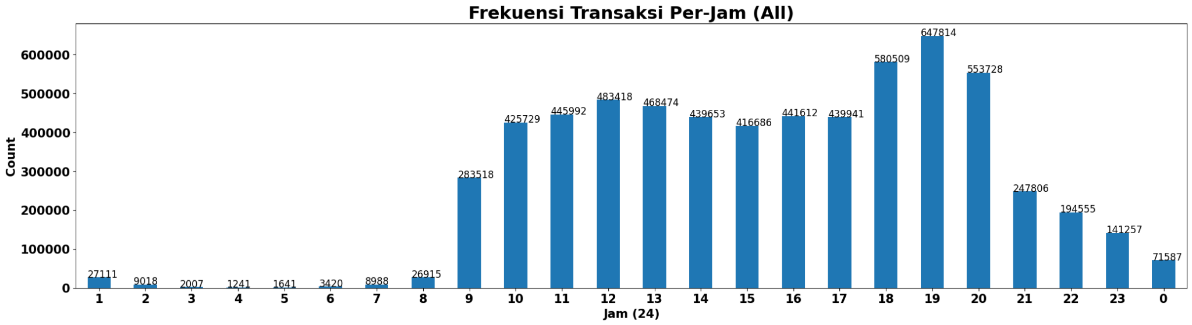 Frekuensi Transaksi Per-Jam (All)
Count
600000
500000
400000
300000
200000
100000
0
27111 9018 2007 1241 1641 3420 8988 26915 283518 425729 445992 483418 468474 439653 416686 441612 439941 580509 647814 553728 247806 194555 141257 71587
1 2 3 4 5 6 7 8 9 10 11 12 13 14 15 16 17 18 19 20 21 22 23 0
Jam (24)